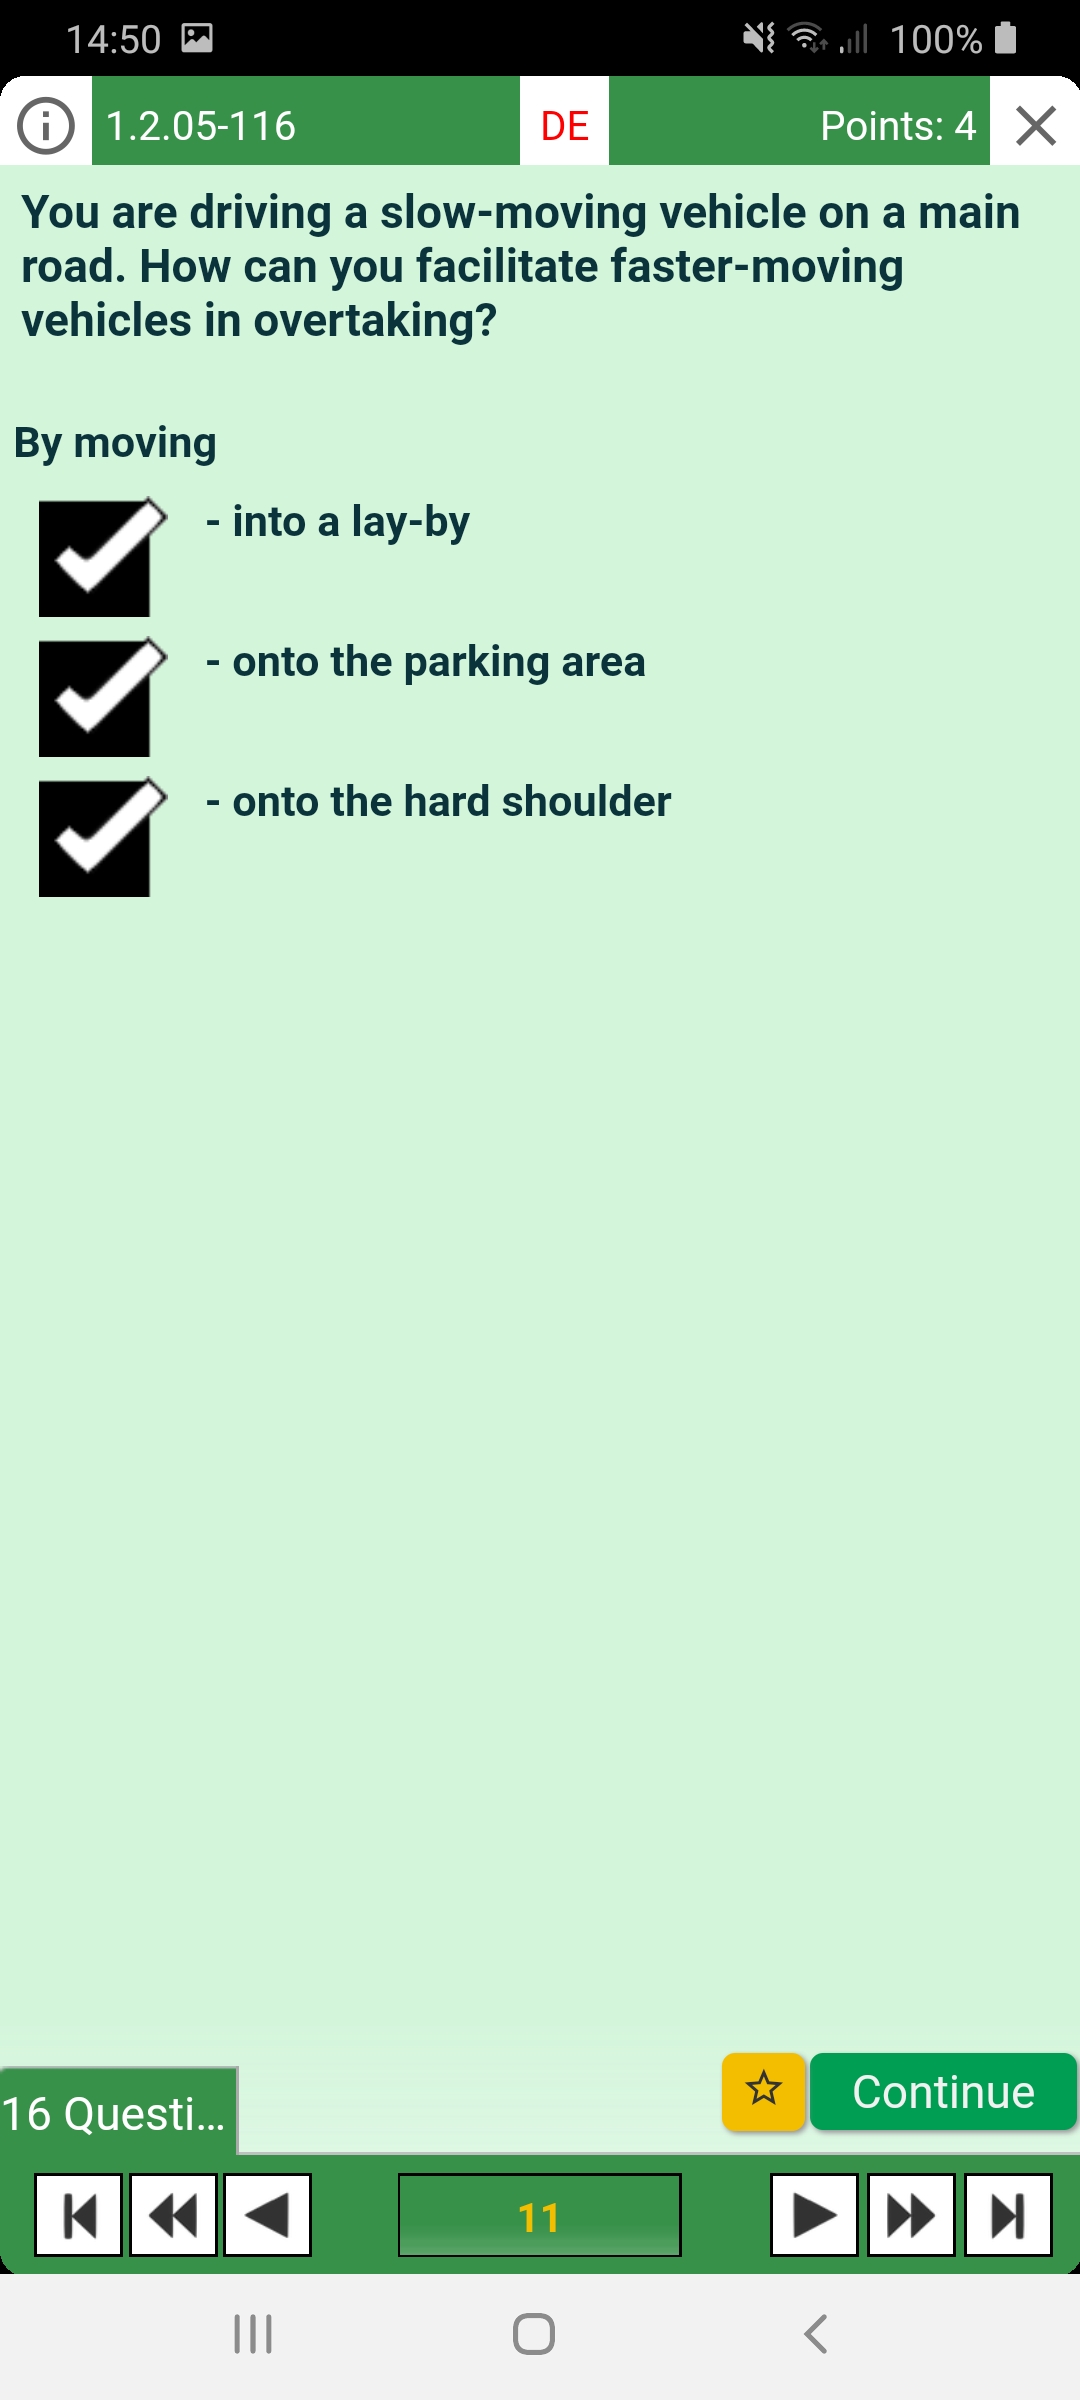 14:50
100%
1.2.05-116
DE
Points: 4
You are driving a slow-moving vehicle on a main
road. How can you facilitate faster-moving
vehicles in overtaking?
By moving
- into a lay-by
- onto the parking area
- onto the hard shoulder
Continue
16 Questi...
11